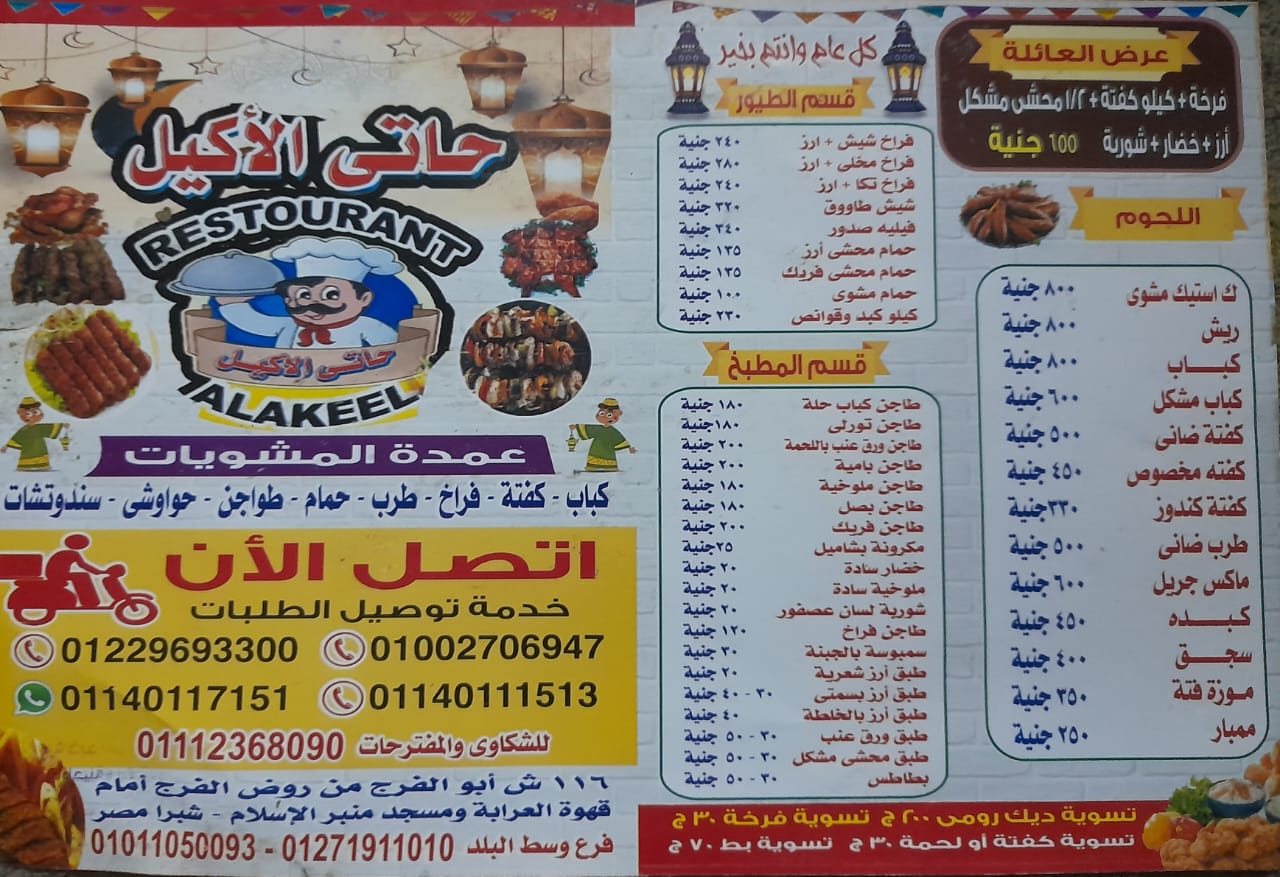 حاتى الأكيل
RESTOURANT
حاتى الاكيل
ALAKEEL
عمدة المشويات
كباب - كفتة - فراخ - طرب - حمام - طواجن - حواوشى - سندوتشات
اتصل الأن
خدمة توصيل الطلبات
01229693300 01002706947
01140117151 01140111513
للشكاوى والمفترحات 01112368090
١١٦ ش أبو الفرج من روض الفرج أمام
قهوة العرابة ومسجد منبر الإسلام - شبرا مصر
فرع وسط البلد 01271911010 - 01011050093
كل عام وانتم بخير
قسم الطيور
فراخ شيش + ارز ٢٤٠ جنية
فراخ مخلى + ارز ٢٨٠ جنية
فراخ تكا + ارز ٢٤٠ جنية
شيش طاووق ٣٢٠ جنية
فيليه صدور ٣٤٠ جنية
حمام محشى أرز ١٣٥ جنية
حمام محشى فريك ١٣٥ جنية
حمام مشوى ١٠٠ جنية
كيلو كبد وقوانص ٢٣٠ جنية
قسم المطبخ
طاجن كباب حلة ١٨٠ جنية
طاجن تورلى ١٨٠جنية
طاجن ورق عنب باللحمة ٢٠٠ جنية
طاجن بامية ٢٠٠ جنية
طاجن ملوخية ١٨٠ جنية
طاجن بصل ١٨٠ جنية
طاجن فريك ٢٠٠ جنية
مكرونة بشاميل ٢٥جنية
خضار سادة ٢٠ جنية
ملوخية سادة ٢٠ جنية
شوربة لسان عصفور ٢٠ جنية
طاجن فراخ ١٢٠ جنية
سمبوسة بالجبنة ٣٠ جنية
طبق أرز شعرية ٢٠ جنية
طبق أرز بسمتى ٣٠ - ٤٠ جنية
طبق أرز بالخلطة ٤٠ جنية
طبق ورق عنب ٣٠ - ٥٠ جنية
طبق محشى مشكل ٣٠ - ٥٠ جنية
بطاطس ٣٠ - ٥٠ جنية
عرض العائلة
فرخة + كيلو كفتة + ١/٢ محشى مشكل
أرز + خضار + شوربة ٦٥٥ جنية
اللحوم
ك استيك مشوى ٨٠٠ جنية
ريش ٨٠٠ جنية
كبـــاب ٨٠٠ جنية
كباب مشكل ٦٠٠ جنية
كفتة ضانى ٥٠٠ جنية
كفته مخصوص ٤٥٠ جنية
كفتة كندوز ٣٣٠جنية
طرب ضانى ٥٠٠ جنية
ماكس جريل ٦٠٠ جنية
كبـــده ٤٥٠ جنية
سجـــق ٤٠٠ جنية
مـوزة فتة ٣٥٠ جنية
ممبار ٢٥٠ جنية
تسوية ديك رومى ٢٠٠ ج تسوية فرخة ٣٠ ج
تسوية كفتة أو لحمة ٣٠ ج تسوية بط ٧٠ ج